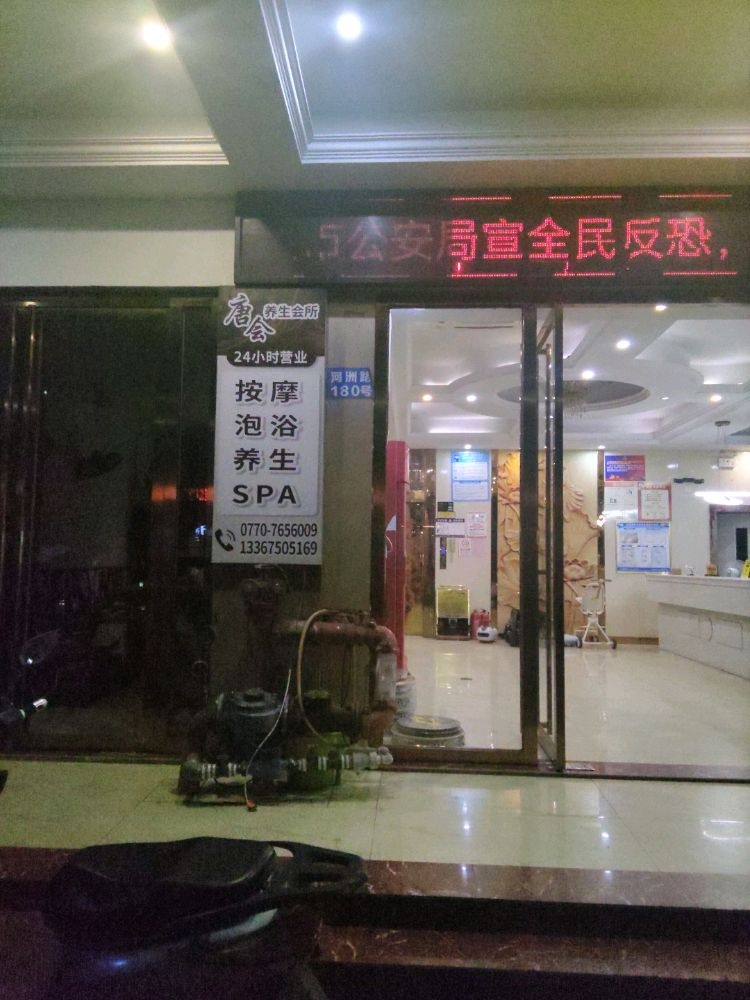 公安局宣全民反恐，
唐会
养生会所
24小时营业
按摩
泡浴
养生
SPA
0770-7656009
13367505169
河洲路
180号